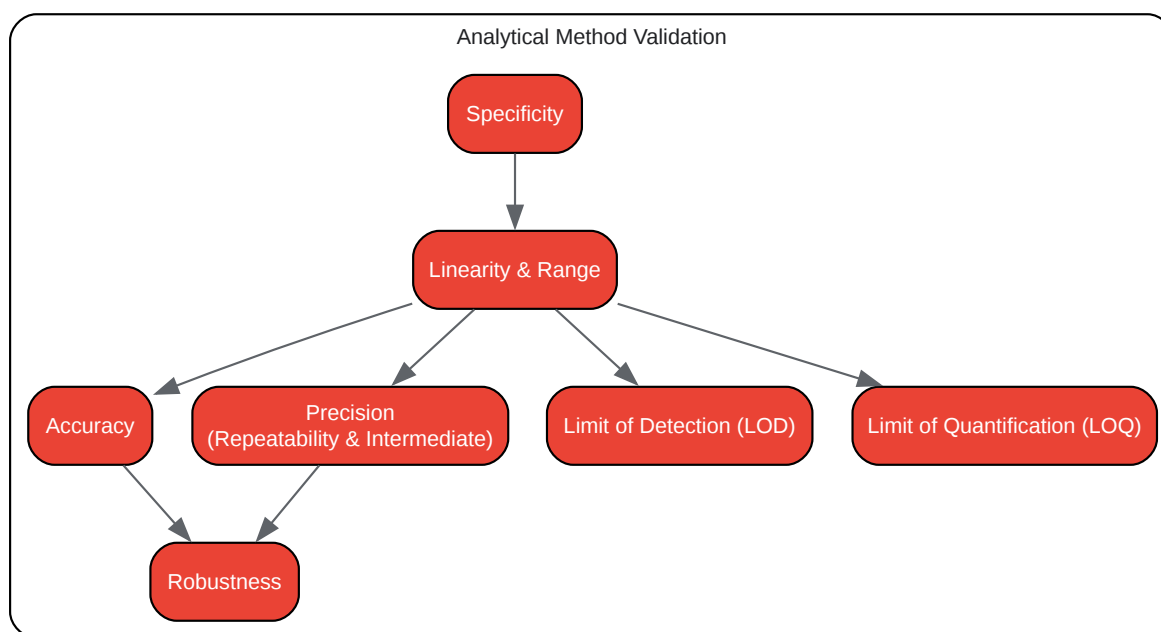 Analytical Method Validation
Specificity
Linearity & Range
Accuracy
Precision
(Repeatability & Intermediate)
Limit of Detection (LOD)
Limit of Quantification (LOQ)
Robustness